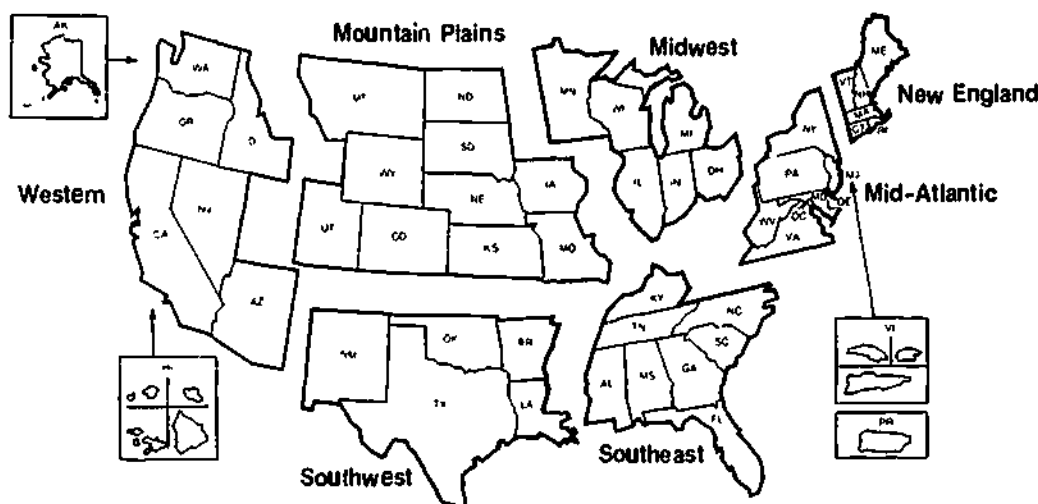 AK
Mountain Plains
Midwest
New England
Western
Mid-Atlantic
Southwest
Southeast
WA
OR
ID
NV
CA
AZ
MT
ND
SD
WY
NE
IA
UT
CO
KS
MO
MN
WI
MI
IL
IN
OH
ME
VT
NH
MA
CT
RI
NY
PA
NJ
MD
DE
DC
WV
VA
NM
OK
AR
TX
LA
KY
TN
NC
SC
AL
MS
GA
FL
VI